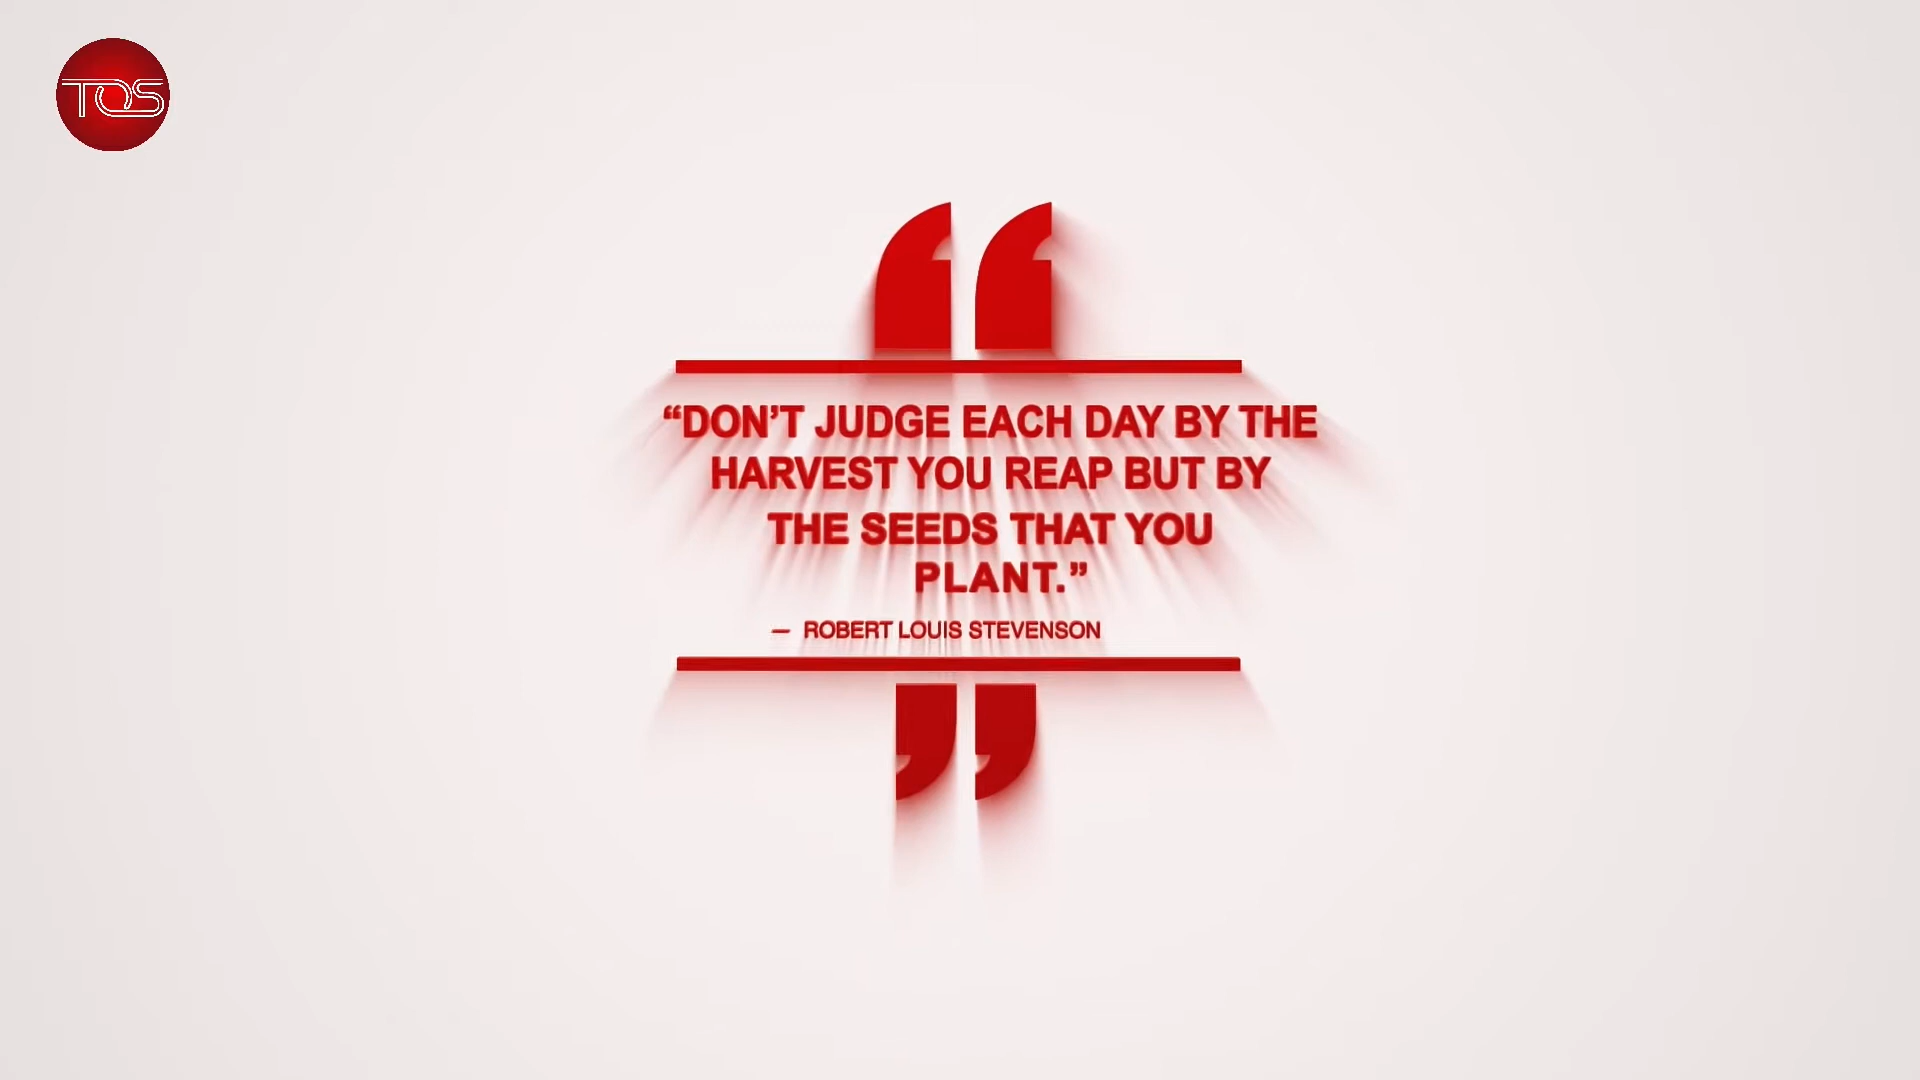 TQS
“DON’T JUDGE EACH DAY BY THE
HARVEST YOU REAP BUT BY
THE SEEDS THAT YOU
PLANT.”
— ROBERT LOUIS STEVENSON